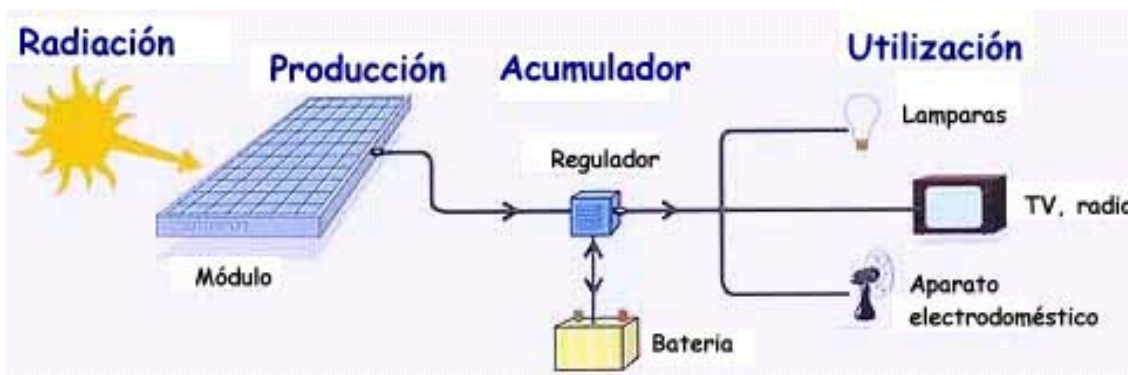 Radiación
Producción
Acumulador
Utilización
Lamparas
Regulador
TV, radio
Módulo
Aparato
electrodoméstico
Bateria